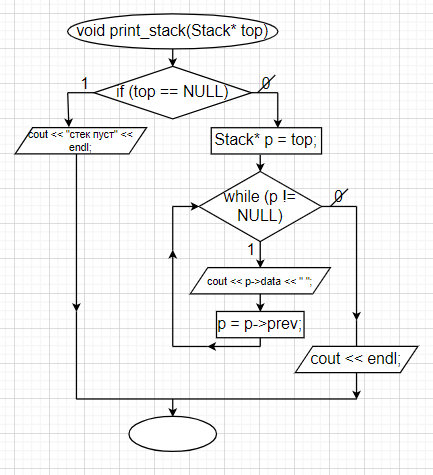 void print_stack(Stack* top)
1
if (top == NULL)
0
cout << "стек пуст" <<
endl;
Stack* p = top;
while (p !=
NULL)
0
1
cout << p->data << " ";
p = p->prev;
cout << endl;